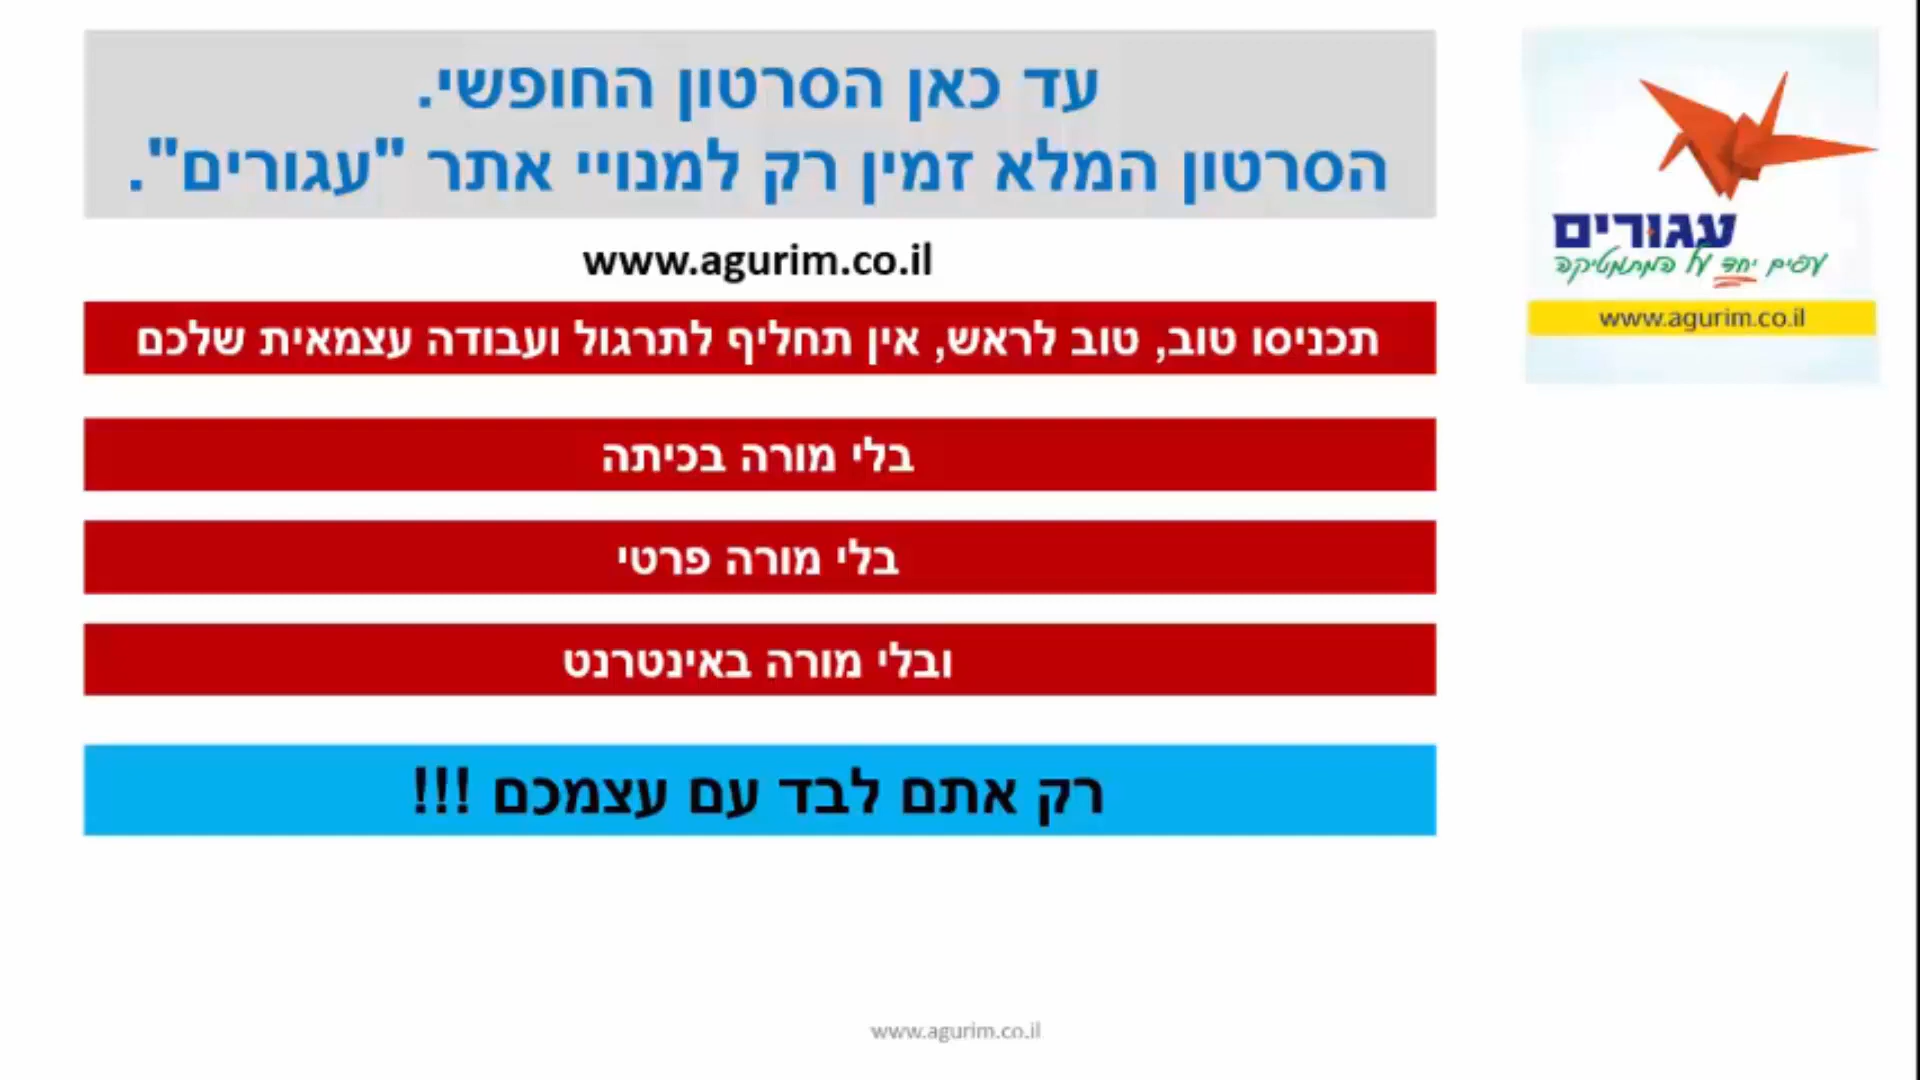 עד כאן הסרטון החופשי.
הסרטון המלא זמין רק למנויי אתר "עגורים".
www.agurim.co.il
תכניסו טוב, טוב לראש, אין תחליף לתרגול ועבודה עצמאית שלכם
בלי מורה בכיתה
בלי מורה פרטי
ובלי מורה באינטרנט
רק אתם לבד עם עצמכם !!!
עגורים
עפים יחד על המתמטיקה
www.agurim.co.il
www.agurim.co.il